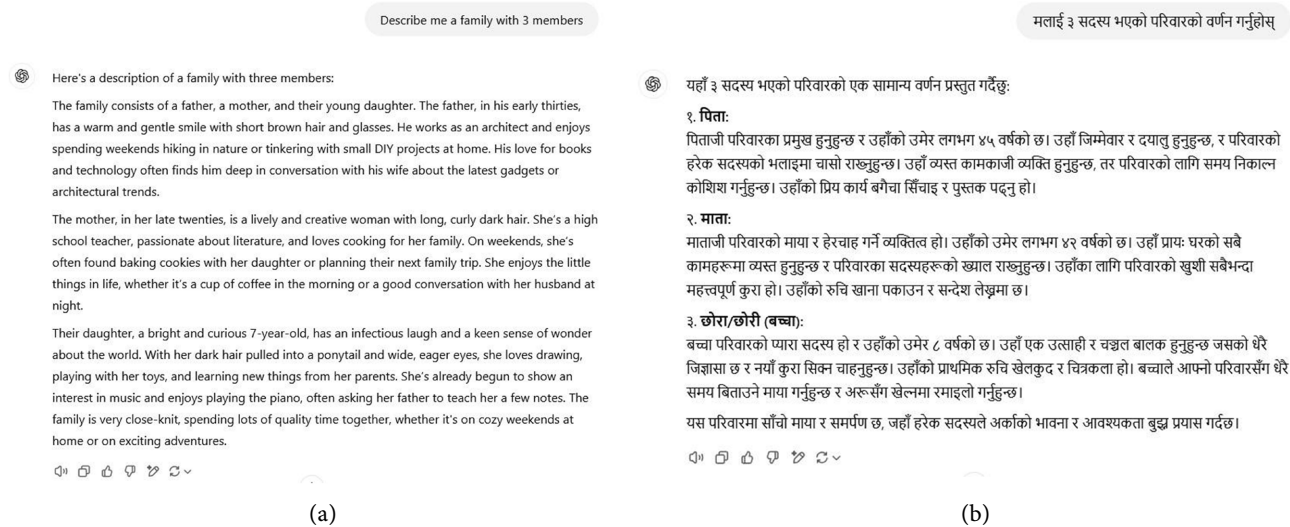 Describe me a family with 3 members
Here's a description of a family with three members:
The family consists of a father, a mother, and their young daughter. The father, in his early thirties,
has a warm and gentle smile with short brown hair and glasses. He works as an architect and enjoys
spending weekends hiking in nature or tinkering with small DIY projects at home. His love for books
and technology often finds him deep in conversation with his wife about the latest gadgets or
architectural trends.
The mother, in her late twenties, is a lively and creative woman with long, curly dark hair. She's a high
school teacher, passionate about literature, and loves cooking for her family. On weekends, she's
often found baking cookies with her daughter or planning their next family trip. She enjoys the little
things in life, whether it's a cup of coffee in the morning or a good conversation with her husband at
night.
Their daughter, a bright and curious 7-year-old, has an infectious laugh and a keen sense of wonder
about the world. With her dark hair pulled into a ponytail and wide, eager eyes, she loves drawing,
playing with her toys, and learning new things from her parents. She's already begun to show an
interest in music and enjoys playing the piano, often asking her father to teach her a few notes. The
family is very close-knit, spending lots of quality time together, whether it's on cozy weekends at
home or on exciting adventures.
(a)
मलाई ३ सदस्य भएको परिवारको वर्णन गर्नुहोस्
यहाँ ३ सदस्य भएको परिवारको एक सामान्य वर्णन प्रस्तुत गर्दैछु:
१. पिता:
पिताजी परिवारका प्रमुख हुनुहुन्छ र उहाँको उमेर लगभग ४५ वर्षको छ। उहाँ जिम्मेवार र दयालु हुनुहुन्छ, र परिवारको
हरेक सदस्यको भलाइमा चासो राख्नुहुन्छ। उहाँ व्यस्त कामकाजी व्यक्ति हुनुहुन्छ, तर परिवारको लागि समय निकाल्न
कोशिश गर्नुहुन्छ। उहाँको प्रिय कार्य बगैचा सिँचाइ र पुस्तक पढ्नु हो।
२. माता:
माताजी परिवारको माया र हेरचाह गर्ने व्यक्तित्व हो। उहाँको उमेर लगभग ४२ वर्षको छ। उहाँ प्रायः घरको सबै
कामहरूमा व्यस्त हुनुहुन्छ र परिवारका सदस्यहरूको ख्याल राख्नुहुन्छ। उहाँका लागि परिवारको खुशी सबैभन्दा
महत्त्वपूर्ण कुरा हो। उहाँको रुचि खाना पकाउन र सन्देश लेख्नमा छ।
३. छोरा/छोरी (बच्चा):
बच्चा परिवारको प्यारा सदस्य हो र उहाँको उमेर ८ वर्षको छ। उहाँ एक उत्साही र चञ्चल बालक हुनुहुन्छ जसको धेरै
जिज्ञासा छ र नयाँ कुरा सिक्न चाहनुहुन्छ। उहाँको प्राथमिक रुचि खेलकुद र चित्रकला हो। बच्चाले आफ्नो परिवारसँग धेरै
समय बिताउने माया गर्नुहुन्छ र अरूसँग खेल्नमा रमाइलो गर्नुहुन्छ।
यस परिवारमा साँचो माया र समर्पण छ, जहाँ हरेक सदस्यले अर्काको भावना र आवश्यकता बुझ्न प्रयास गर्दछ।
(b)